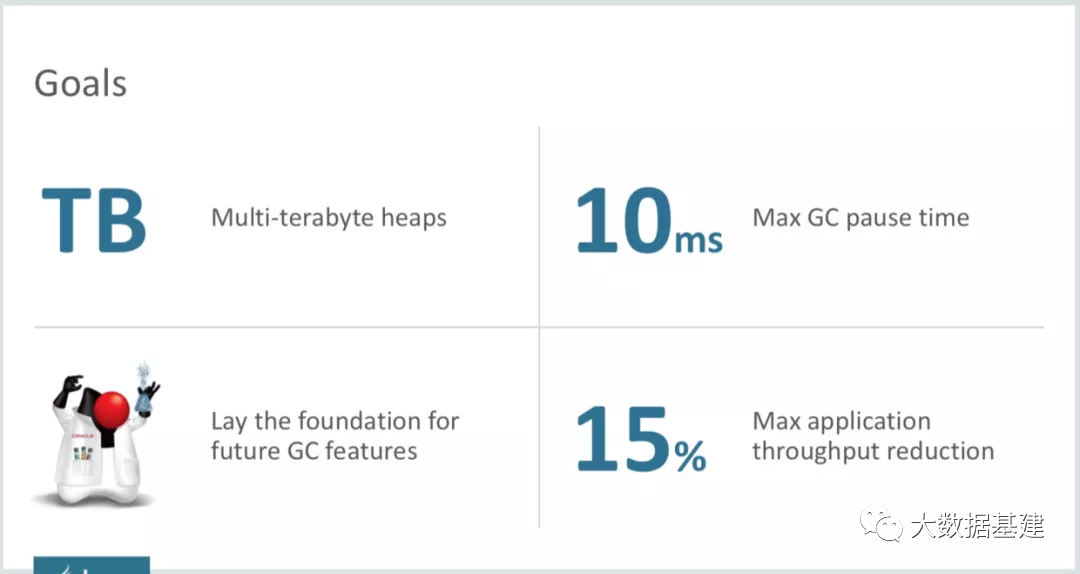 Goals
TB
Multi-terabyte heaps
10ms
Max GC pause time
ORACLE
Lay the foundation for
future GC features
15%
Max application
throughput reduction
大数据基建